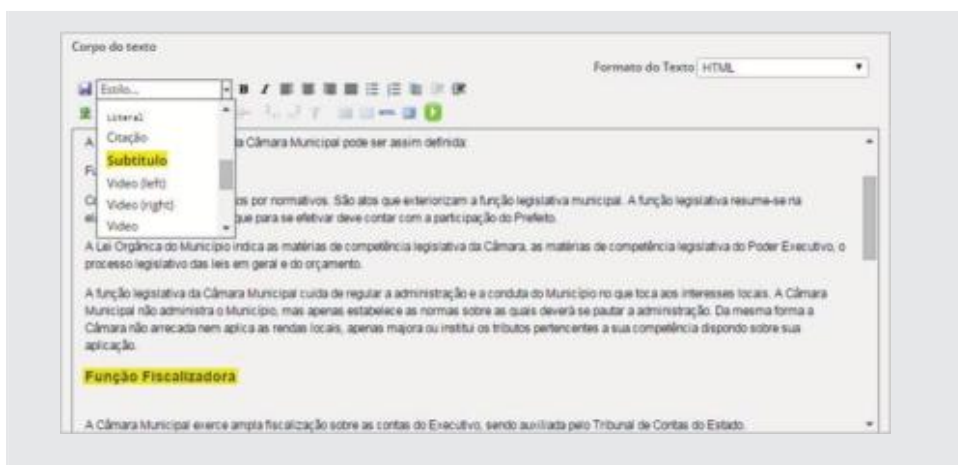 Corpo do texto
Formato do Texto HTML
Estilo...
B I
Literal
Citação
Subtítulo
Video (left)
Video (right)
Video
A
a Câmara Municipal pode ser assim definida:
os por normativos. São atos que exteriorizam a função legislativa municipal. A função legislativa resume-se na
que para se efetivar deve contar com a participação do Prefeito.
A Lei Orgânica do Município indica as matérias de competência legislativa da Câmara, as matérias de competência legislativa do Poder Executivo, o
processo legislativo das leis em geral e do orçamento.
A função legislativa da Câmara Municipal cuida de regular a administração e a conduta do Município no que toca aos interesses locais. A Câmara
Municipal não administra o Município, mas apenas estabelece as normas sobre as quais deverá se pautar a administração. Da mesma forma a
Câmara não arrecada nem aplica as rendas locais, apenas majora ou institui os tributos pertencentes a sua competência dispondo sobre sua
aplicação.
Função Fiscalizadora
A Câmara Municipal exerce ampla fiscalização sobre as contas do Executivo, sendo auxiliada pelo Tribunal de Contas do Estado.